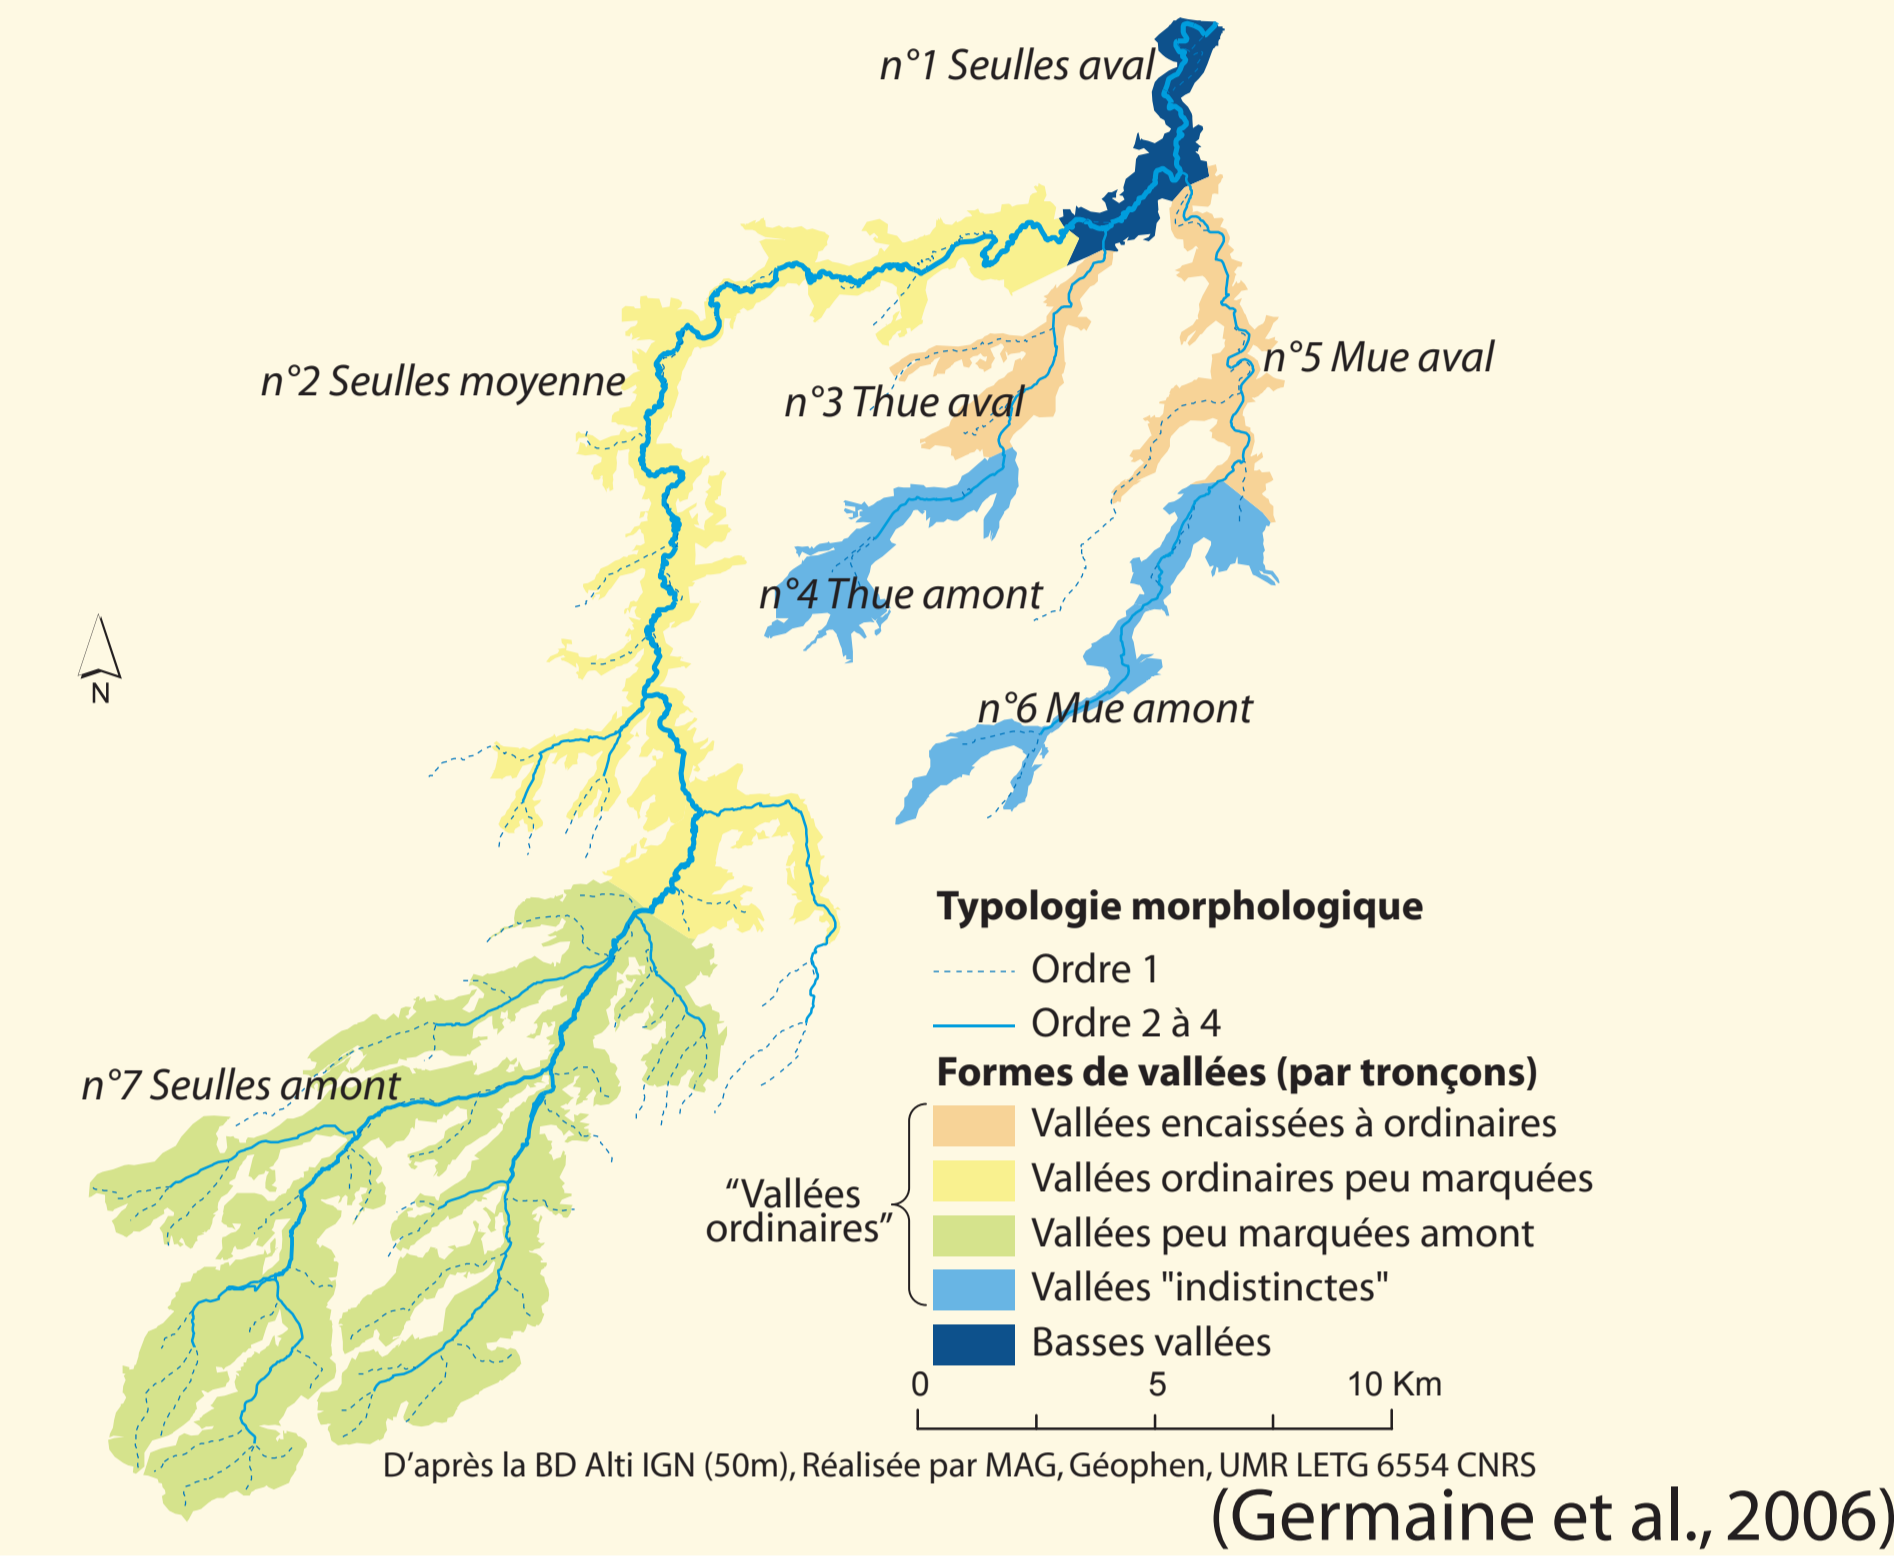 n°1 Seulles aval
n°5 Mue aval
n°2 Seulles moyenne
n°3 Thue aval
n°4 Thue amont
N
n°6 Mue amont
Typologie morphologique
Ordre 1
Ordre 2 à 4
Formes de vallées (par tronçons)
n°7 Seulles amont
Vallées encaissées à ordinaires
Vallées ordinaires peu marquées
“Vallées
ordinaires”
Vallées peu marquées amont
Vallées "indistinctes"
Basses vallées
0 5 10 Km
D’après la BD Alti IGN (50m), Réalisée par MAG, Géophen, UMR LETG 6554 CNRS
(Germaine et al., 2006)